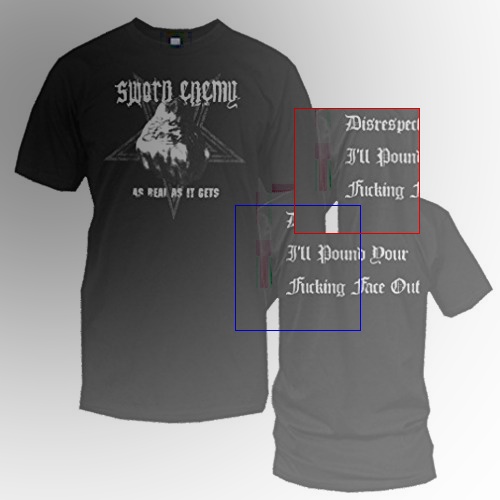 sworn enemy
AS REAL AS IT GETS
Disrespect
I'll Pound
Fucking
I'll Pound Your
Fucking Face Out